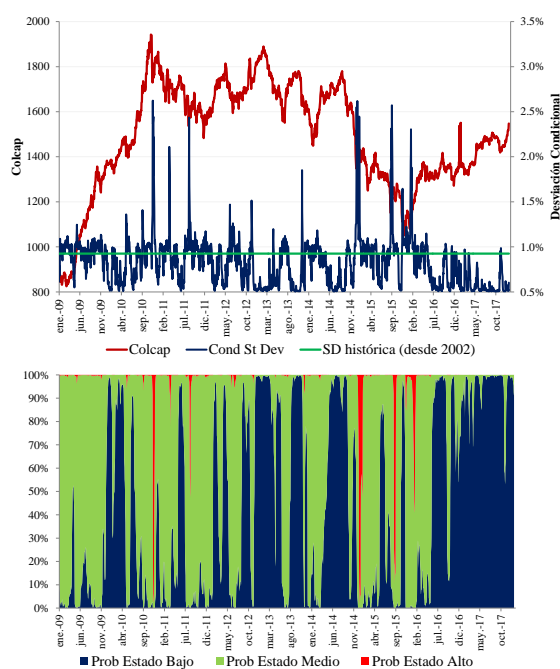 2000
1800
1600
1400
1200
1000
800
Colcap
3.5%
3.0%
2.5%
2.0%
1.5%
1.0%
0.5%
Desviación Condicional
ene.-09
jun.-09
nov.-09
abr.-10
sep.-10
feb.-11
jul.-11
dic.-11
may.-12
oct.-12
mar.-13
ago.-13
ene.-14
jun.-14
nov.-14
abr.-15
sep.-15
feb.-16
jul.-16
dic.-16
may.-17
oct.-17
Colcap
Cond St Dev
SD histórica (desde 2002)
100%
90%
80%
70%
60%
50%
40%
30%
20%
10%
0%
ene.-09
jun.-09
nov.-09
abr.-10
sep.-10
feb.-11
jul.-11
dic.-11
may.-12
oct.-12
mar.-13
ago.-13
ene.-14
jun.-14
nov.-14
abr.-15
sep.-15
feb.-16
jul.-16
dic.-16
may.-17
oct.-17
Prob Estado Bajo
Prob Estado Medio
Prob Estado Alto